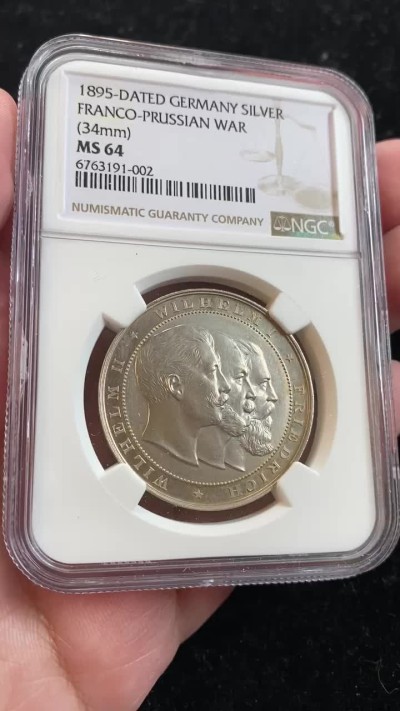 1895-DATED GERMANY SILVER
FRANCO-PRUSSIAN WAR
(34mm)
MS 64
6763191-002
NUMISMATIC GUARANTY COMPANY
NGC
WILHELM II ★ WILHELM I ★ FRIEDRICH ★